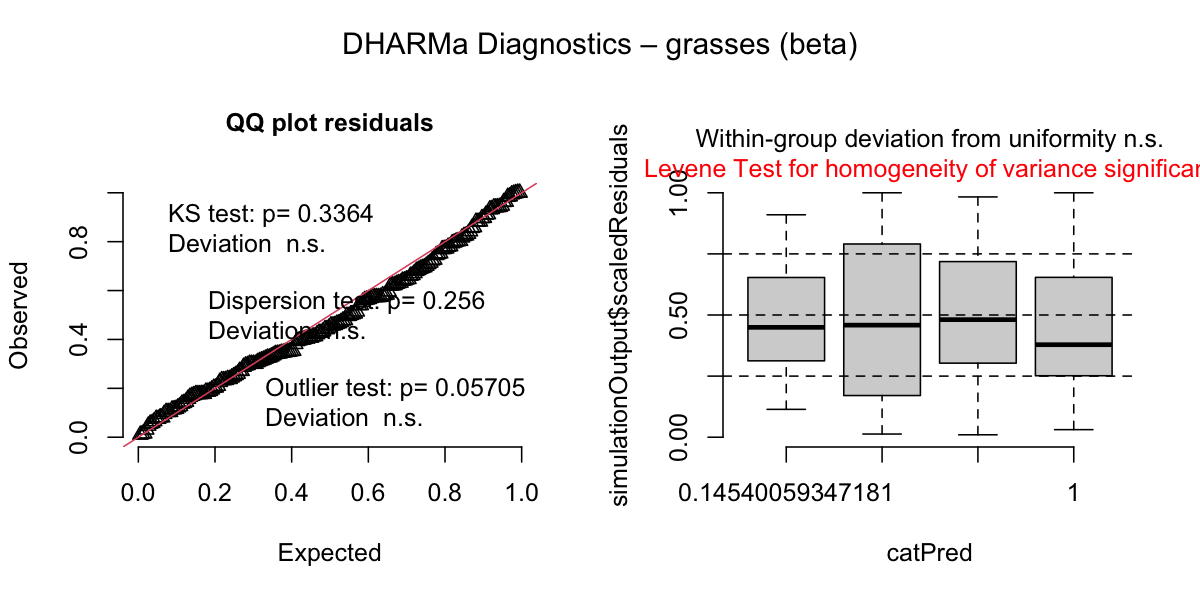 DHARMa Diagnostics – grasses (beta)
QQ plot residuals
KS test: p= 0.3364
Deviation n.s.
Dispersion test: p= 0.256
Deviation n.s.
Outlier test: p= 0.05705
Deviation n.s.
Observed
0.0
0.4
0.8
0.0 0.2 0.4 0.6 0.8 1.0
Expected
Within-group deviation from uniformity n.s.
Levene Test for homogeneity of variance significan
simulationOutput$scaledResiduals
0.00
0.50
1.00
0.14540059347181 1
catPred